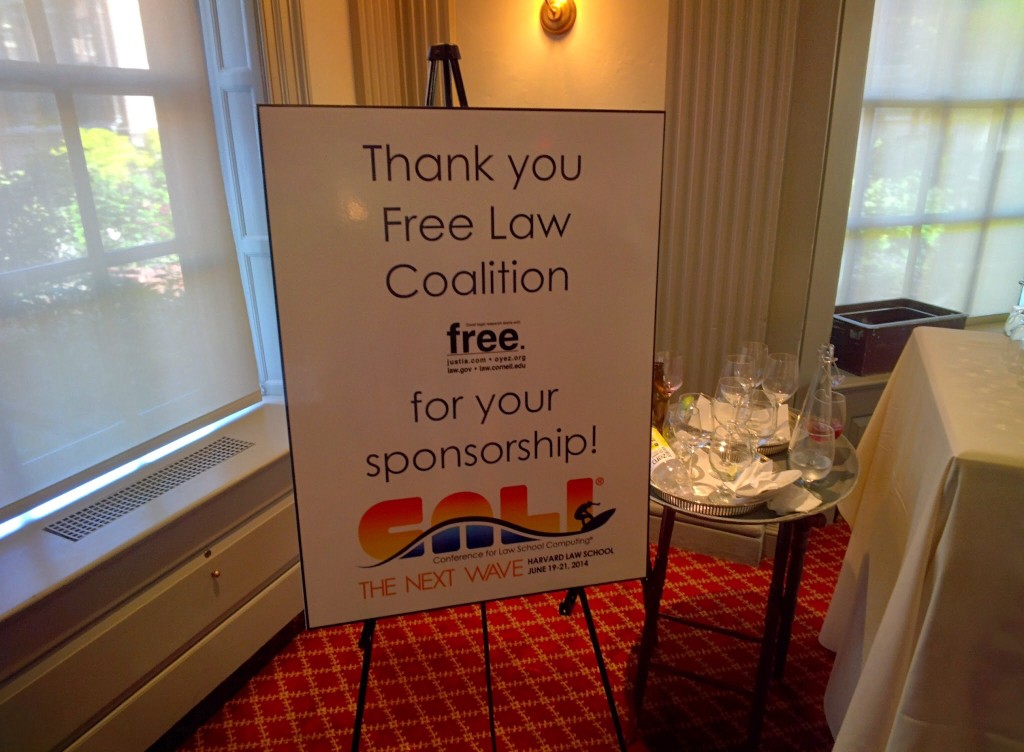 Thank you
Free Law
Coalition
free.
justia.com • oyez.org
law.gov • law.cornell.edu
for your
sponsorship!
CALI®
Conference for Law School Computing®
THE NEXT WAVE
HARVARD LAW SCHOOL
JUNE 19-21, 2014